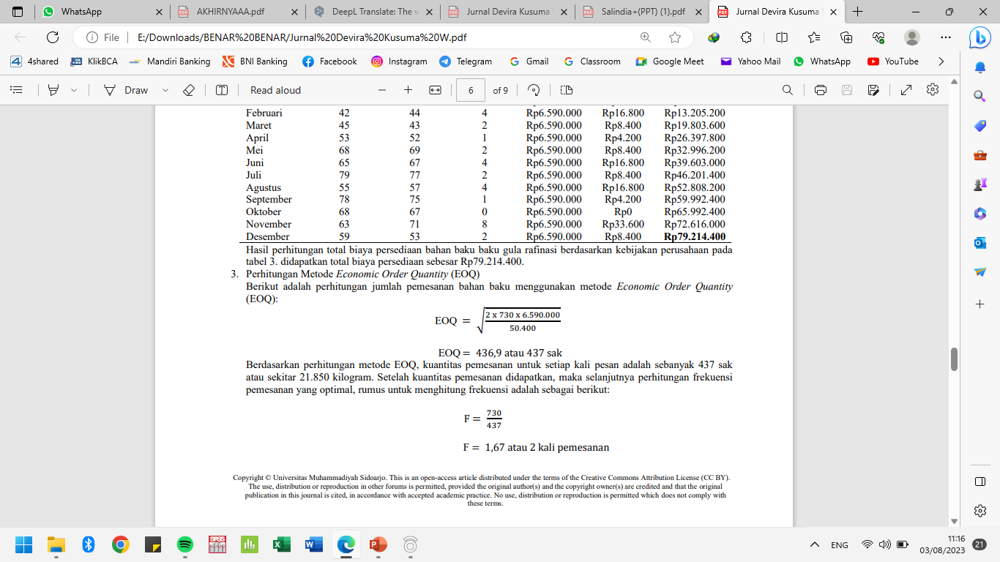 WhatsApp
AKHIRNYAAA.pdf
DeepL Translate: The w
Jurnal Devira Kusuma
Salindia+(PPT) (1).pdf
Jurnal Devira Kusuma
File
E:/Downloads/BENAR%20BENAR/Jurnal%20Devira%20Kusuma%20W.pdf
4shared KlikBCA Mandiri Banking BNI Banking Facebook Instagram Telegram Gmail Classroom Google Meet Yahoo Mail WhatsApp YouTube
Draw Read aloud 6 of 9
Februari 42 44 4 Rp6.590.000 Rp16.800 Rp13.205.200
Maret 45 43 2 Rp6.590.000 Rp8.400 Rp19.803.600
April 53 52 1 Rp6.590.000 Rp4.200 Rp26.397.800
Mei 68 69 2 Rp6.590.000 Rp8.400 Rp32.996.200
Juni 65 67 4 Rp6.590.000 Rp16.800 Rp39.603.000
Juli 79 77 2 Rp6.590.000 Rp8.400 Rp46.201.400
Agustus 55 57 4 Rp6.590.000 Rp16.800 Rp52.808.200
September 78 75 1 Rp6.590.000 Rp4.200 Rp59.992.400
Oktober 68 67 0 Rp6.590.000 Rp0 Rp65.992.400
November 63 71 8 Rp6.590.000 Rp33.600 Rp72.616.000
Desember 59 53 2 Rp6.590.000 Rp8.400 Rp79.214.400
Hasil perhitungan total biaya persediaan bahan baku baku gula rafinasi berdasarkan kebijakan perusahaan pada
tabel 3. didapatkan total biaya persediaan sebesar Rp79.214.400.
3. Perhitungan Metode Economic Order Quantity (EOQ)
Berikut adalah perhitungan jumlah pemesanan bahan baku menggunakan metode Economic Order Quantity
(EOQ):
EOQ = √ 2 x 730 x 6.590.000
50.400
EOQ = 436,9 atau 437 sak
Berdasarkan perhitungan metode EOQ, kuantitas pemesanan untuk setiap kali pesan adalah sebanyak 437 sak
atau sekitar 21.850 kilogram. Setelah kuantitas pemesanan didapatkan, maka selanjutnya perhitungan frekuensi
pemesanan yang optimal, rumus untuk menghitung frekuensi adalah sebagai berikut:
F = 730
437
F = 1,67 atau 2 kali pemesanan
Copyright © Universitas Muhammadiyah Sidoarjo. This is an open-access article distributed under the terms of the Creative Commons Attribution License (CC BY).
The use, distribution or reproduction in other forums is permitted, provided the original author(s) and the copyright owner(s) are credited and that the original
publication in this journal is cited, in accordance with accepted academic practice. No use, distribution or reproduction is permitted which does not comply with
these terms.
ENG
11:16
03/08/2023
21